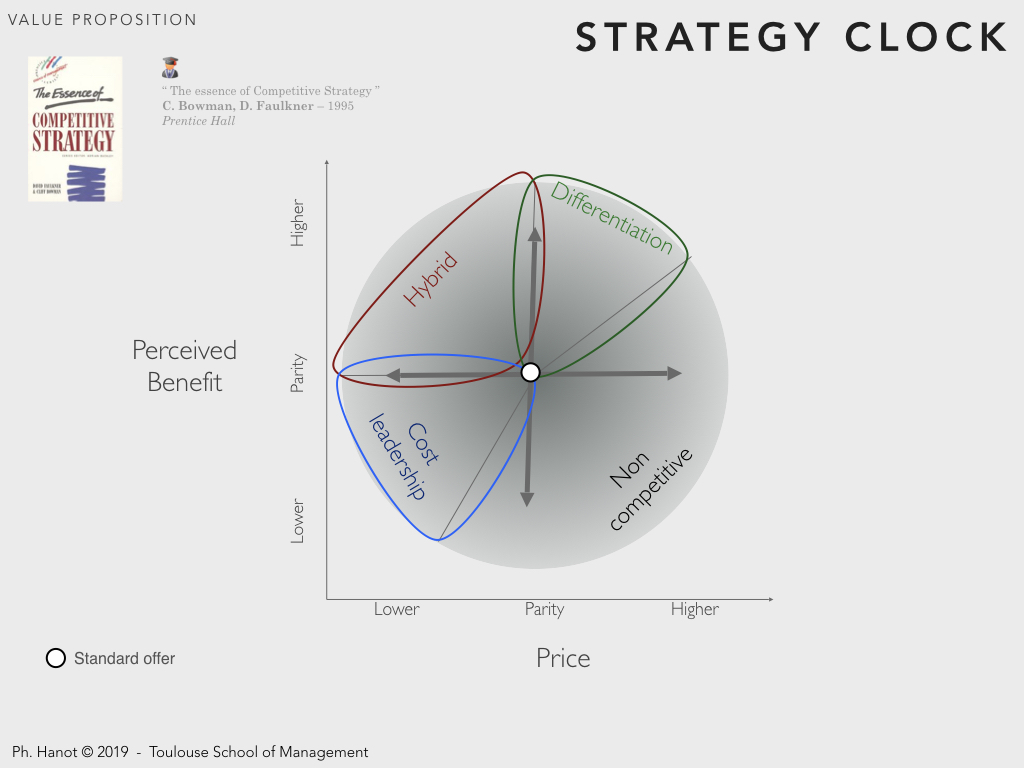 VALUE PROPOSITION
STRATEGY CLOCK
The Essence of
COMPETITIVE
STRATEGY
DAVID FAULKNER
& CLIFF BOWMAN
“ The essence of Competitive Strategy ”
C. Bowman, D. Faulkner – 1995
Prentice Hall
Higher
Parity
Lower
Perceived
Benefit
Hybrid
Differentiation
Cost
leadership
Non
competitive
Lower
Parity
Higher
Price
Standard offer
Ph. Hanot © 2019 - Toulouse School of Management